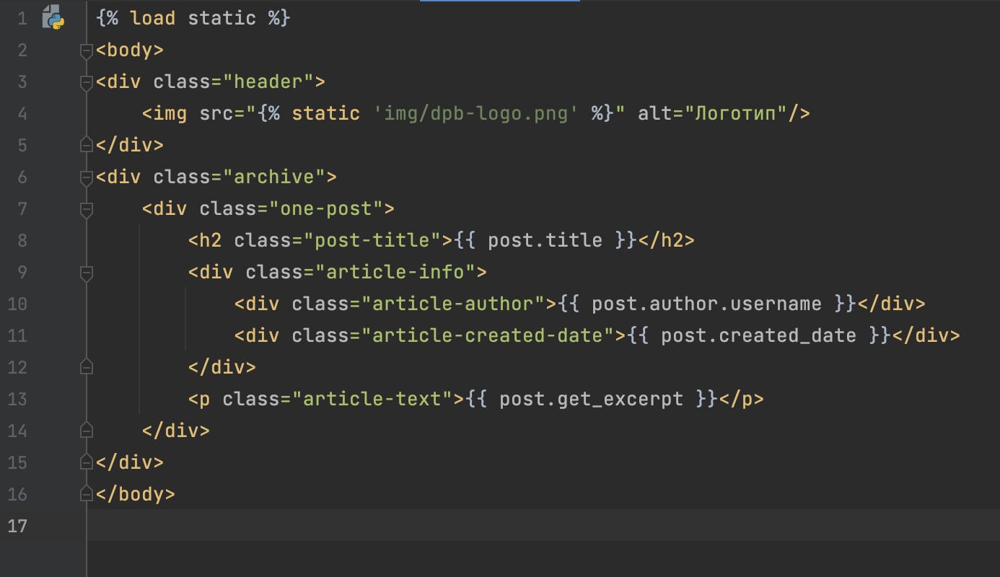 1 {% load static %}
2 <body>
3 <div class="header">
4     <img src="{% static 'img/dpb-logo.png' %}" alt="Логотип"/>
5 </div>
6 <div class="archive">
7     <div class="one-post">
8         <h2 class="post-title">{{ post.title }}</h2>
9         <div class="article-info">
10             <div class="article-author">{{ post.author.username }}</div>
11             <div class="article-created-date">{{ post.created_date }}</div>
12         </div>
13         <p class="article-text">{{ post.get_excerpt }}</p>
14     </div>
15 </div>
16 </body>
17